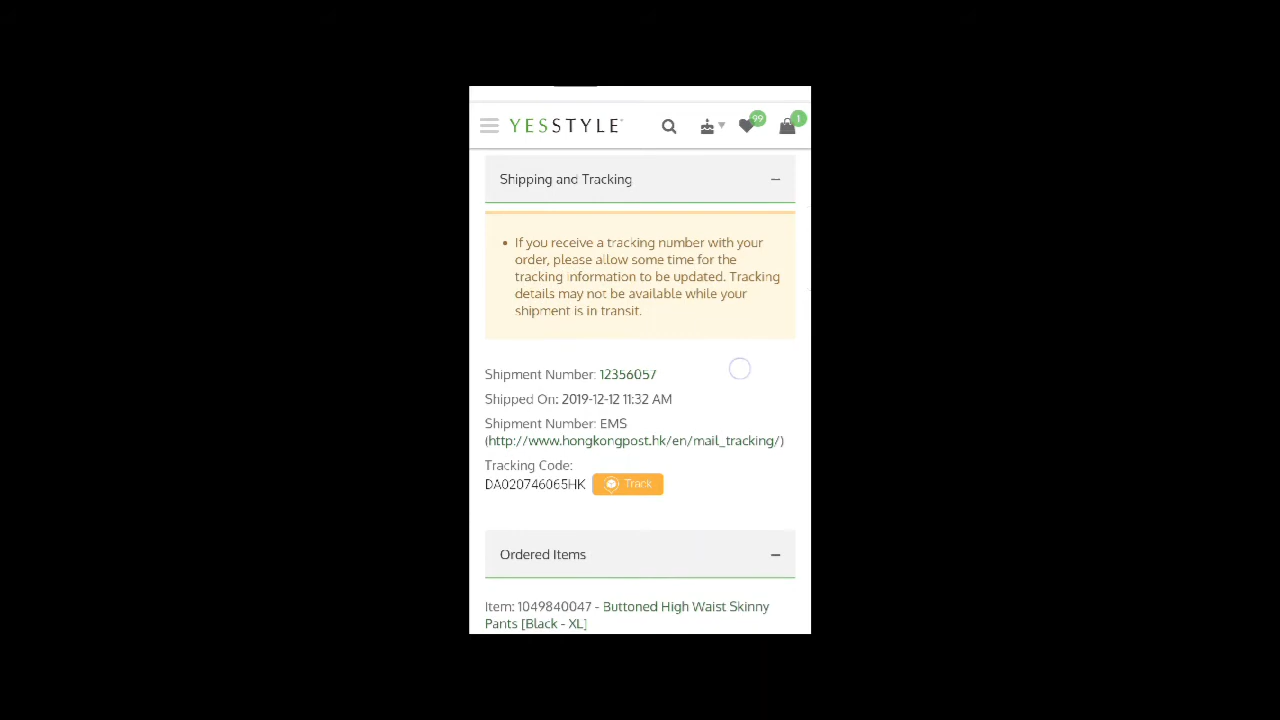 YESSTYLE
99
1
Shipping and Tracking
If you receive a tracking number with your
order, please allow some time for the
tracking information to be updated. Tracking
details may not be available while your
shipment is in transit.
Shipment Number: 12356057
Shipped On: 2019-12-12 11:32 AM
Shipment Number: EMS
(http://www.hongkongpost.hk/en/mail_tracking/)
Tracking Code:
DA020746065HK Track
Ordered Items
Item: 1049840047 - Buttoned High Waist Skinny
Pants [Black - XL]